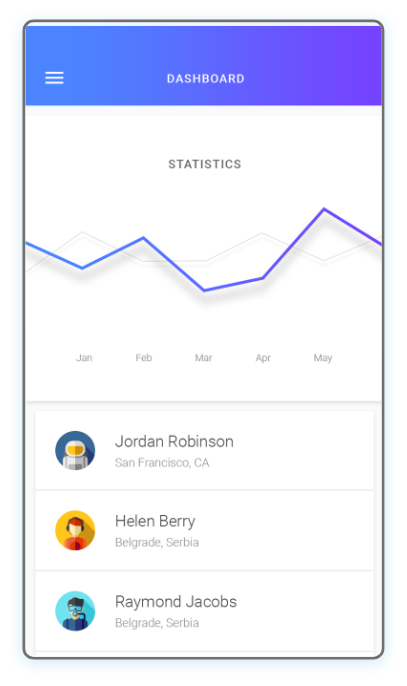 DASHBOARD
STATISTICS
Jan Feb Mar Apr May
Jordan Robinson
San Francisco, CA
Helen Berry
Belgrade, Serbia
Raymond Jacobs
Belgrade, Serbia